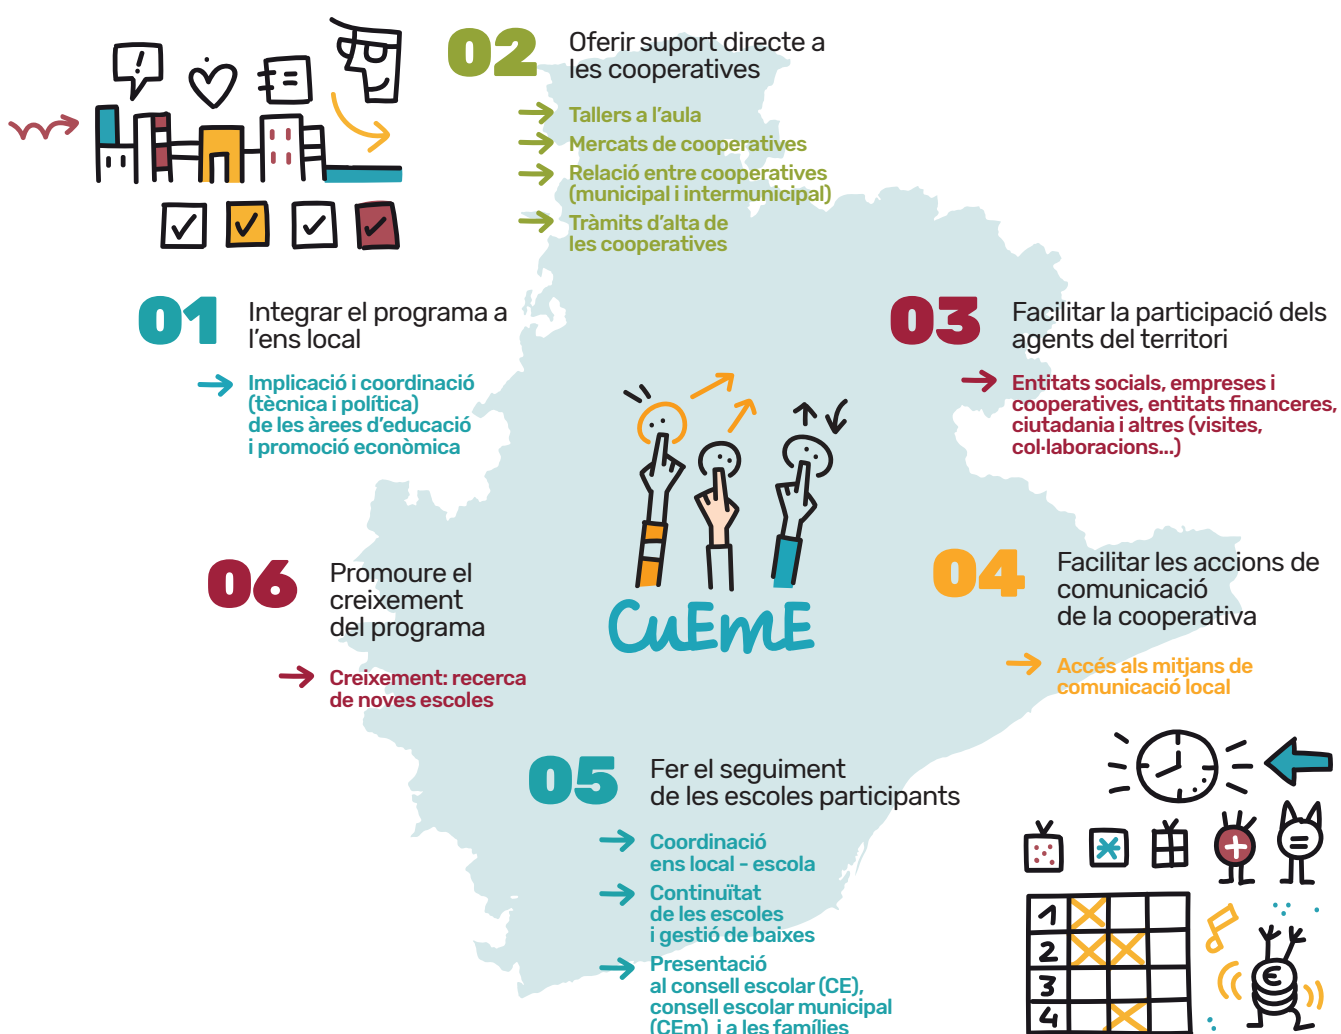 !
02
Oferir suport directe a
les cooperatives
Tallers a l'aula
Mercats de cooperatives
Relació entre cooperatives
(municipal i intermunicipal)
Tràmits d'alta de
les cooperatives
01
Integrar el programa a
l'ens local
Implicació i coordinació
(tècnica i política)
de les àrees d'educació
i promoció econòmica
03
Facilitar la participació dels
agents del territori
Entitats socials, empreses i
cooperatives, entitats financeres,
ciutadania i altres (visites,
col·laboracions...)
CuEmE
06
Promoure el
creixement
del programa
Creixement: recerca
de noves escoles
04
Facilitar les accions de
comunicació
de la cooperativa
Accés als mitjans de
comunicació local
05
Fer el seguiment
de les escoles participants
Coordinació
ens local - escola
Continuïtat
de les escoles
i gestió de baixes
Presentació
al consell escolar (CE),
consell escolar municipal
(CEm) i a les famílies
1
2
3
4
€